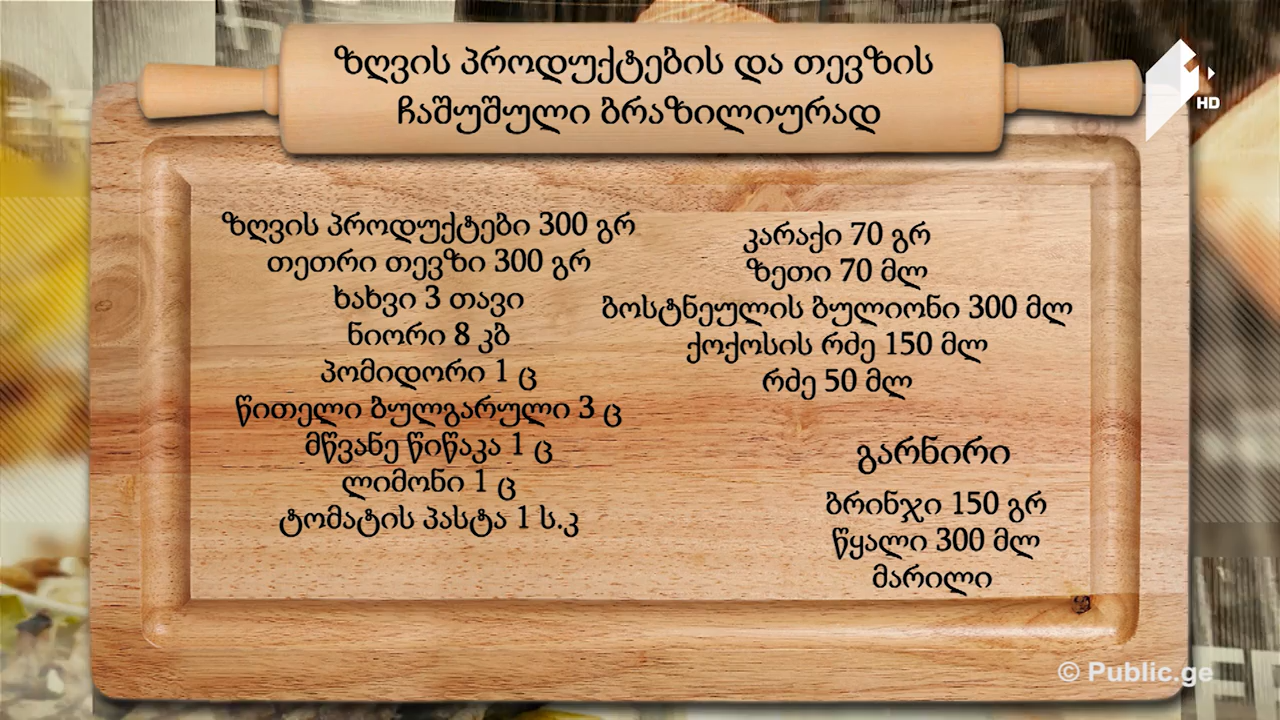 ზღვის პროდუქტების და თევზის
ჩაშუშული ბრაზილიურად
ზღვის პროდუქტები 300 გრ
თეთრი თევზი 300 გრ
ხახვი 3 თავი
ნიორი 8 კბ
პომიდორი 1 ც
წითელი ბულგარული 3 ც
მწვანე წიწაკა 1 ც
ლიმონი 1 ც
ტომატის პასტა 1 ს.კ
კარაქი 70 გრ
ზეთი 70 მლ
ბოსტნეულის ბულიონი 300 მლ
ქოქოსის რძე 150 მლ
რძე 50 მლ
გარნირი
ბრინჯი 150 გრ
წყალი 300 მლ
მარილი
HD
© Public.ge